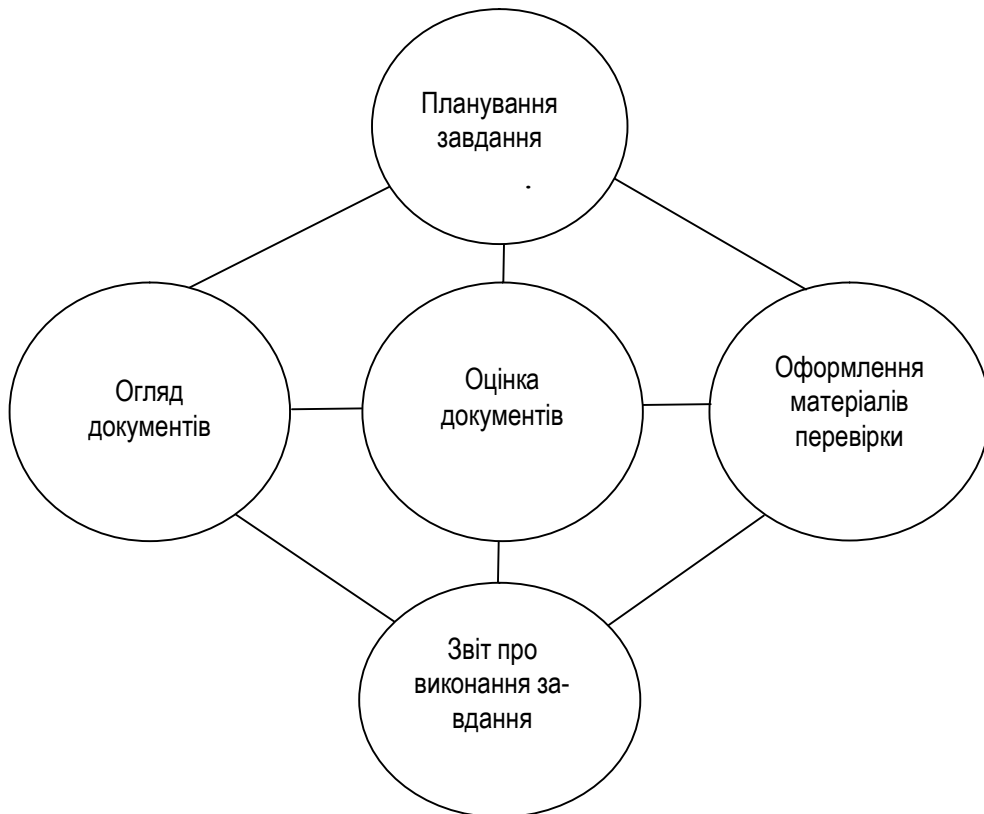 Планування
завдання
.
Огляд
документів
Оцінка
документів
Оформлення
матеріалів
перевірки
Звіт про
виконання за-
вдання